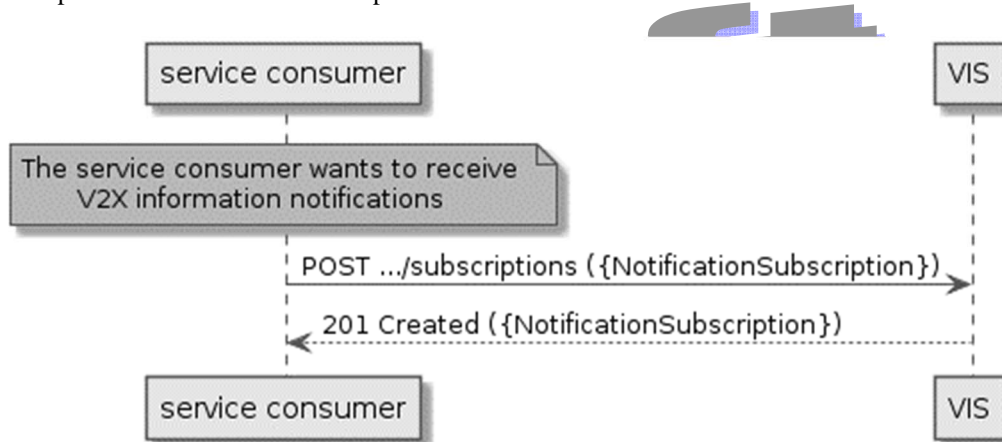 service consumer
VIS
The service consumer wants to receive
V2X information notifications
POST .../subscriptions ({NotificationSubscription})
201 Created ({NotificationSubscription})
service consumer
VIS